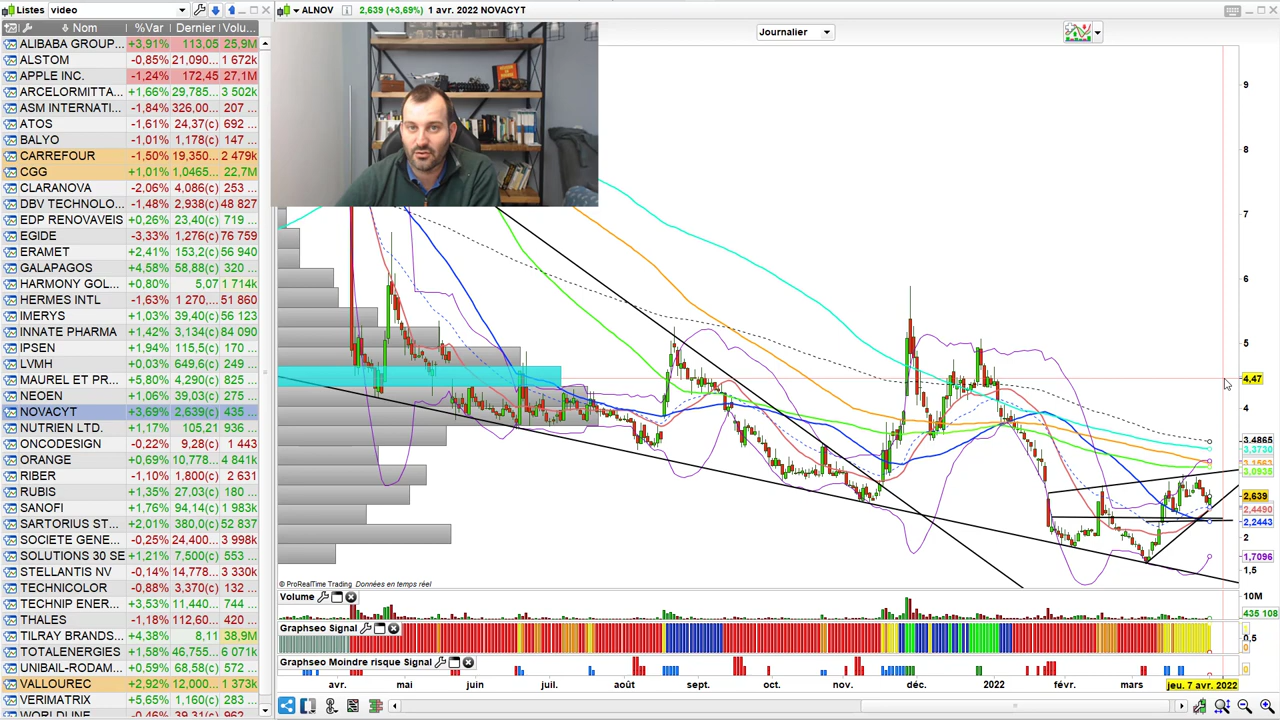 Listes video
ALNOV 2,639 (+3,69%) 1 avr. 2022 NOVACYT
Nom %Var Dernier Volu...
ALIBABA GROUP... +3,91% 113,05 25,9M
ALSTOM -0,85% 21,090... 1 672k
APPLE INC. -1,24% 172,45 27,1M
ARCELORMITTA... +1,66% 29,785... 3 502k
ASM INTERNATI... -1,84% 326,00... 207 ...
ATOS -1,61% 24,37(c) 692 ...
BALYO -1,01% 1,178(c) 147 ...
CARREFOUR -1,50% 19,350... 2 479k
CGG +1,01% 1,0465... 22,7M
CLARANOVA -2,06% 4,086(c) 253 ...
DBV TECHNOLO... -1,48% 2,938(c) 48 827
EDP RENOVAVEIS +0,26% 23,40(c) 719 ...
EGIDE -3,33% 1,276(c) 76 759
ERAMET +2,41% 153,2(c) 56 940
GALAPAGOS +4,58% 58,88(c) 320 ...
HARMONY GOL... +0,80% 5,07 1 714k
HERMES INTL -1,63% 1 270,... 51 860
IMERYS +1,03% 39,40(c) 56 123
INNATE PHARMA +1,42% 3,134(c) 84 090
IPSEN +1,94% 115,5(c) 170 ...
LVMH +0,03% 649,6(c) 249 ...
MAUREL ET PR... +5,80% 4,290(c) 825 ...
NEOEN +1,06% 39,03(c) 275 ...
NOVACYT +3,69% 2,639(c) 435 ...
NUTRIEN LTD. +1,17% 105,21 936 ...
ONCODESIGN -0,22% 9,28(c) 1 443
ORANGE +0,69% 10,778... 4 841k
RIBER -1,10% 1,800(c) 2 631
RUBIS +1,35% 27,03(c) 180 ...
SANOFI +1,76% 94,14(c) 1 983k
SARTORIUS ST... +2,01% 380,0(c) 52 837
SOCIETE GENE... -0,25% 24,400... 3 998k
SOLUTIONS 30 SE +1,21% 7,500(c) 553 ...
STELLANTIS NV -0,14% 14,778... 3 330k
TECHNICOLOR -0,88% 3,370(c) 132 ...
TECHNIP ENER... +3,53% 11,440... 744 ...
THALES -1,18% 112,60... 420 ...
TILRAY BRANDS... +4,38% 8,11 38,9M
TOTALENERGIES +1,58% 46,755... 6 071k
UNIBAIL-RODAM... +0,59% 68,58(c) 572 ...
VALLOUREC +2,92% 12,000... 1 373k
VERIMATRIX +5,65% 1,160(c) 283 ...
WORLDLINE -0,46% 39,31(c) 962 ...
Journalier
9
8
7
6
5
4,47
4
3,4865
3,3730
3,0935
2,639
2,4490
2,2443
2
1,7096
1,5
© ProRealTime Trading Données en temps réel
Volume
10M
435 108
Graphseo Signal
0,5
0
Graphseo Moindre risque Signal
0
avr. mai juin juil. août sept. oct. nov. déc. 2022 févr. mars jeu. 7 avr. 2022